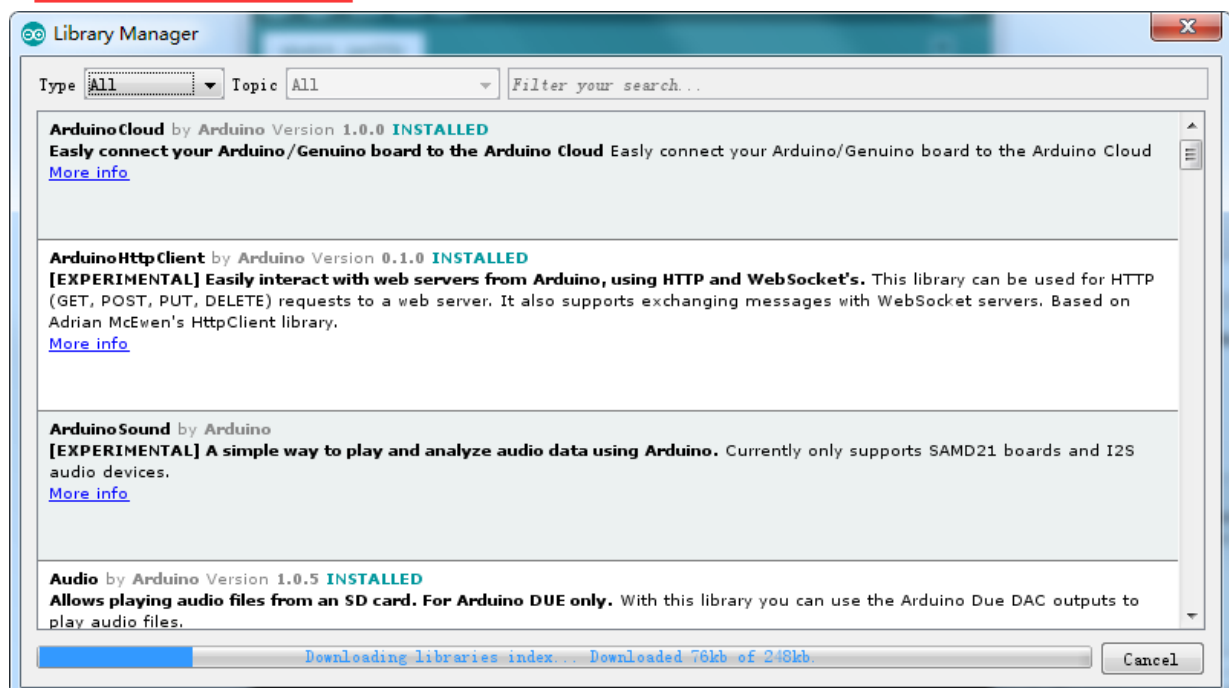 Library Manager
Type All Topic All Filter your search...
ArduinoCloud by Arduino Version 1.0.0 INSTALLED
Easly connect your Arduino/Genuino board to the Arduino Cloud Easly connect your Arduino/Genuino board to the Arduino Cloud
More info
ArduinoHttpClient by Arduino Version 0.1.0 INSTALLED
[EXPERIMENTAL] Easily interact with web servers from Arduino, using HTTP and WebSocket's. This library can be used for HTTP
(GET, POST, PUT, DELETE) requests to a web server. It also supports exchanging messages with WebSocket servers. Based on
Adrian McEwen's HttpClient library.
More info
ArduinoSound by Arduino
[EXPERIMENTAL] A simple way to play and analyze audio data using Arduino. Currently only supports SAMD21 boards and I2S
audio devices.
More info
Audio by Arduino Version 1.0.5 INSTALLED
Allows playing audio files from an SD card. For Arduino DUE only. With this library you can use the Arduino Due DAC outputs to
play audio files.
Downloading libraries index... Downloaded 76kb of 248kb.
Cancel